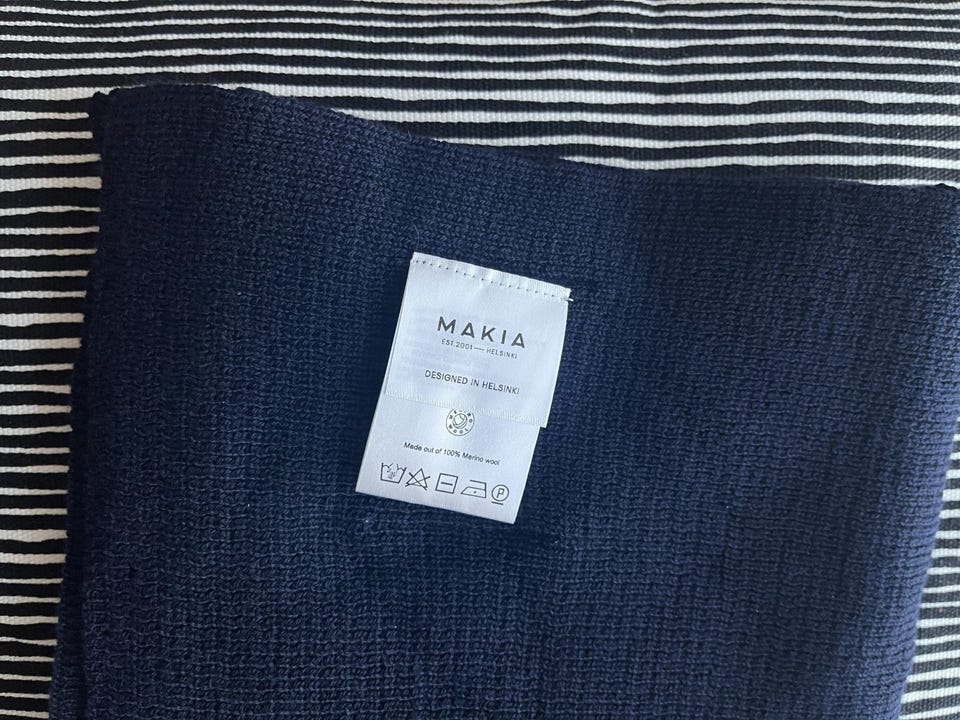 MAKIA
EST.2001 — HELSINKI
DESIGNED IN HELSINKI
Made out of 100% Merino wool
P